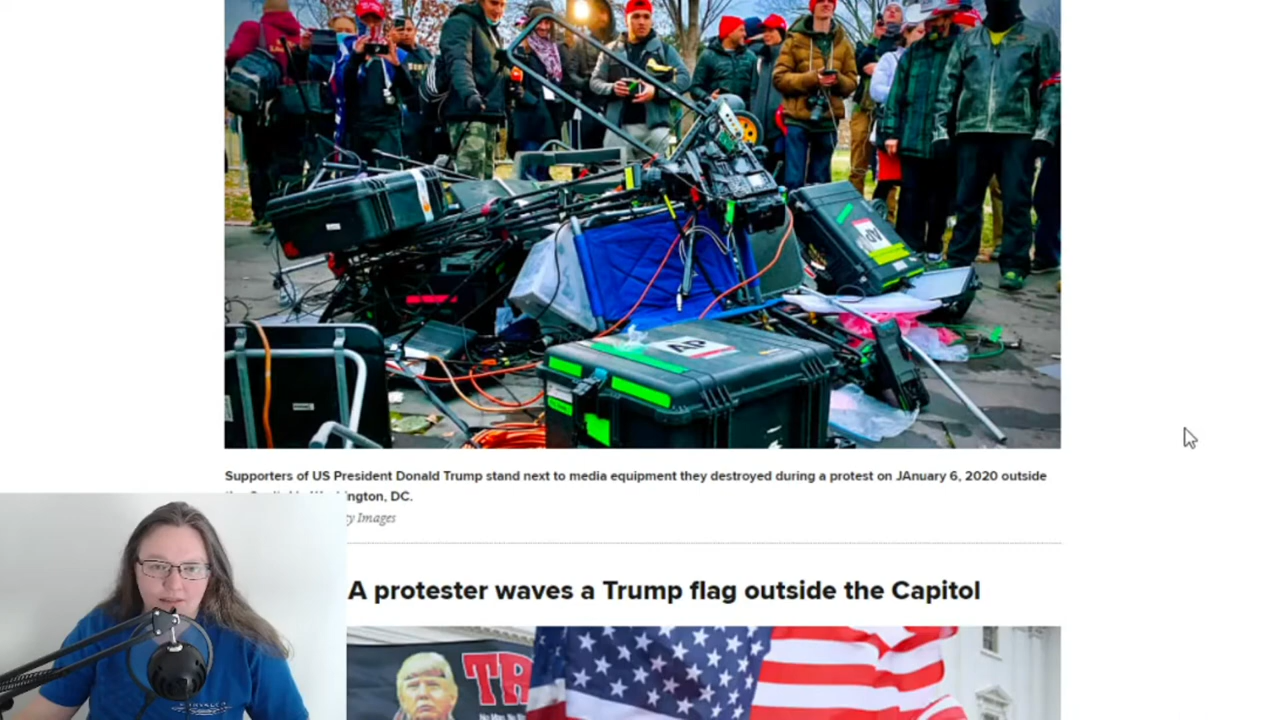 AP
AP
Supporters of US President Donald Trump stand next to media equipment they destroyed during a protest on JAnuary 6, 2020 outside
ington, DC.
Images
A protester waves a Trump flag outside the Capitol
TR